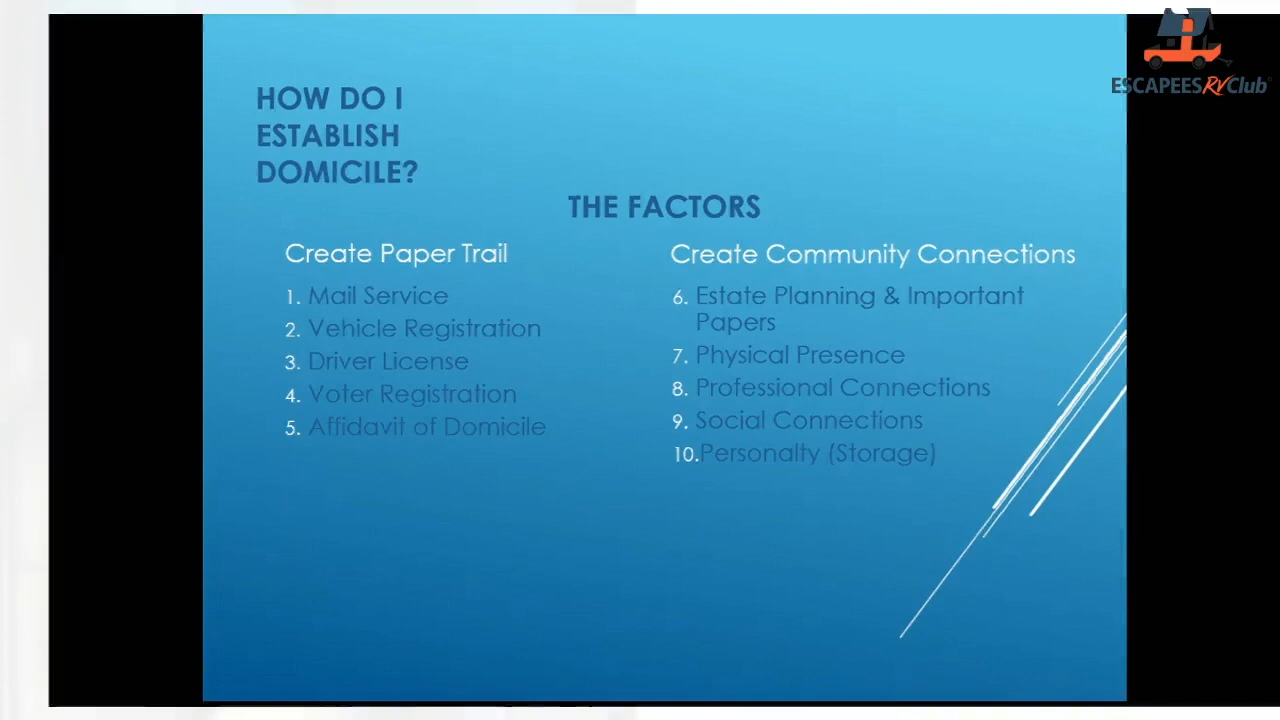 HOW DO I
ESTABLISH
DOMICILE?
THE FACTORS
Create Paper Trail
1. Mail Service
2. Vehicle Registration
3. Driver License
4. Voter Registration
5. Affidavit of Domicile
Create Community Connections
6. Estate Planning & Important
Papers
7. Physical Presence
8. Professional Connections
9. Social Connections
10. Personalty (Storage)
ESCAPEES RV Club